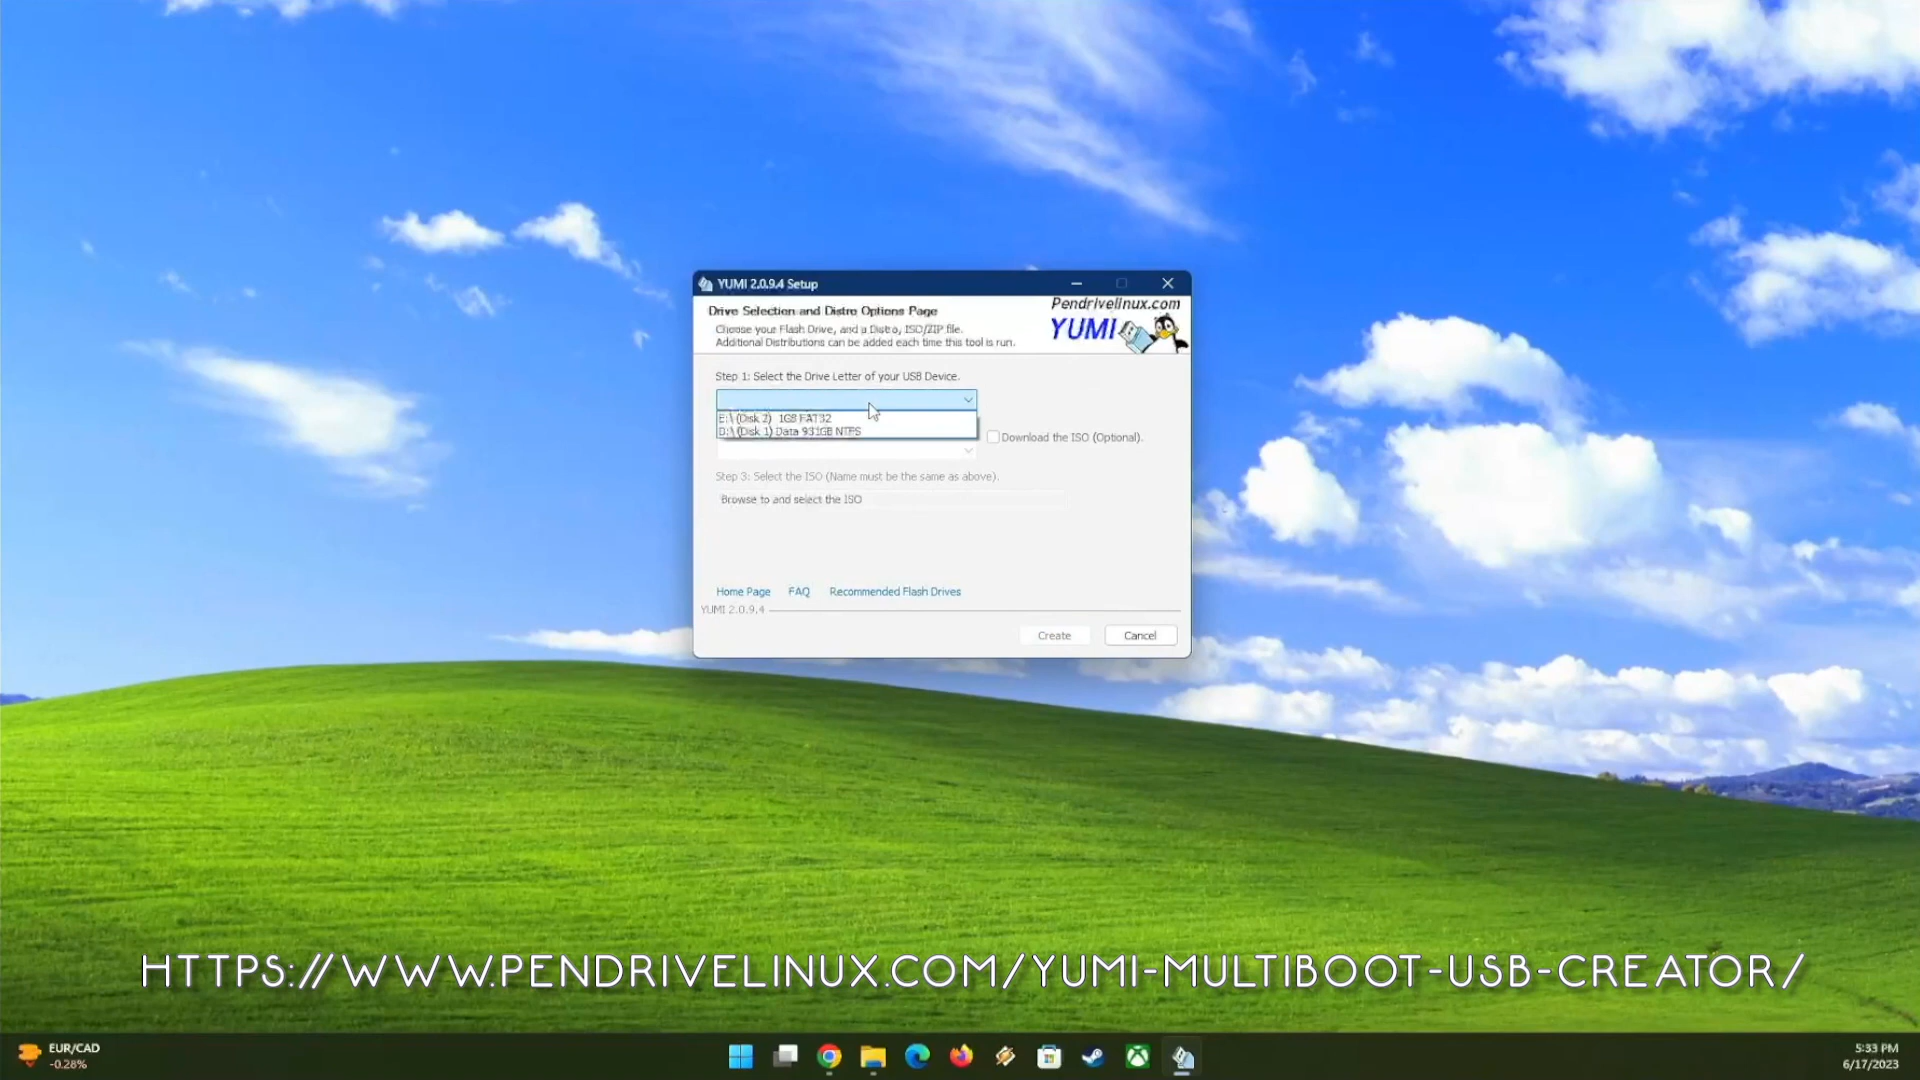 YUMI 2.0.9.4 Setup
Drive Selection and Distro Options Page
Choose your Flash Drive, and a Distro, ISO/ZIP file.
Additional Distributions can be added each time this tool is run.
Pendrivelinux.com
YUMI
Step 1: Select the Drive Letter of your USB Device.
E:\ (Disk 2) 1GB FAT32
D:\ (Disk 1) Data 931GB NTFS
Download the ISO (Optional).
Step 3: Select the ISO (Name must be the same as above).
Browse to and select the ISO
Home Page FAQ Recommended Flash Drives
YUMI 2.0.9.4
Create Cancel
HTTPS://WWW.PENDRIVELINUX.COM/YUMI-MULTIBOOT-USB-CREATOR/
EUR/CAD
-0.28%
5:33 PM
6/17/2023